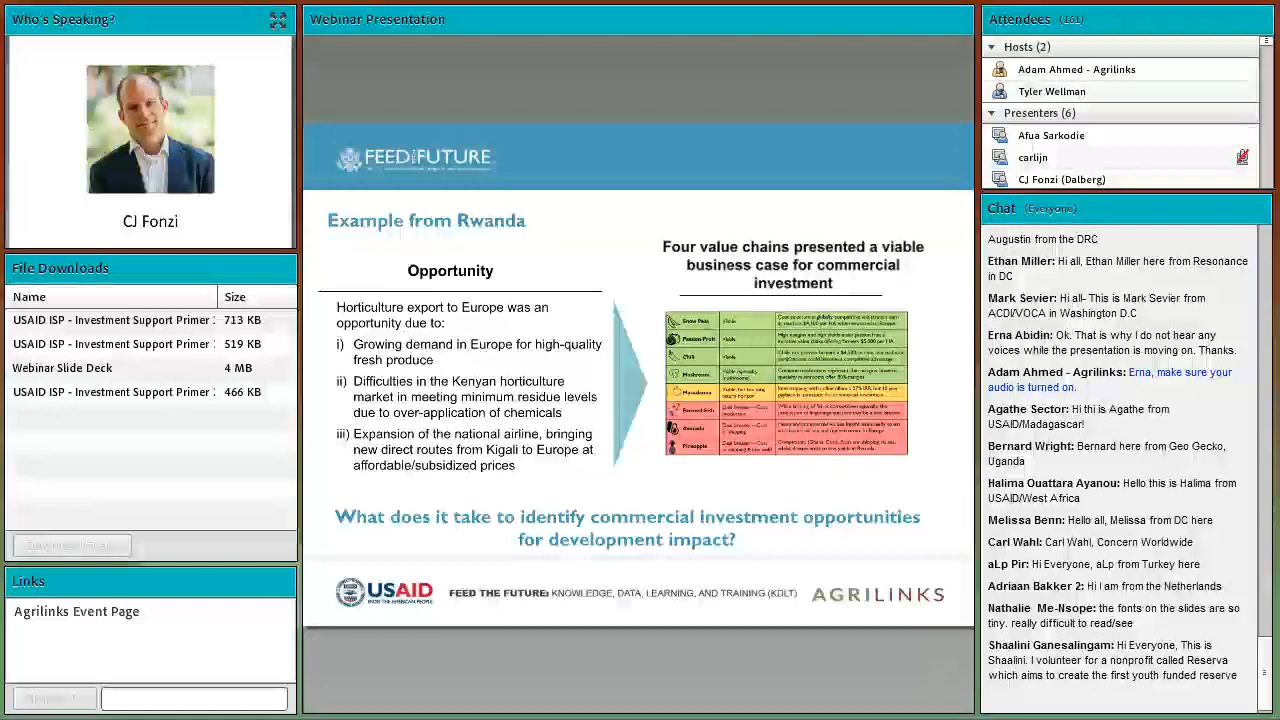 Who's Speaking?
CJ Fonzi
File Downloads
Name Size
USAID ISP - Investment Support Primer : 713 KB
USAID ISP - Investment Support Primer : 519 KB
Webinar Slide Deck 4 MB
USAID ISP - Investment Support Primer : 466 KB
Links
Agrilinks Event Page
Webinar Presentation
FEED THE FUTURE
Example from Rwanda
Opportunity
Horticulture export to Europe was an
opportunity due to:
i) Growing demand in Europe for high-quality
fresh produce
ii) Difficulties in the Kenyan horticulture
market in meeting minimum residue levels
due to over-application of chemicals
iii) Expansion of the national airline, bringing
new direct routes from Kigali to Europe at
affordable/subsidized prices
Four value chains presented a viable
business case for commercial
investment
Snow Peas Viable
Passion Fruit Viable
Chili Viable
Mushrooms
Macadamia
Avocado
Pineapple
What does it take to identify commercial investment opportunities
for development impact?
USAID
FROM THE AMERICAN PEOPLE
FEED THE FUTURE: KNOWLEDGE, DATA, LEARNING, AND TRAINING (KDLT)
AGRILINKS
Attendees (161)
Hosts (2)
Adam Ahmed - Agrilinks
Tyler Wellman
Presenters (6)
Afua Sarkodie
carlijn
CJ Fonzi (Dalberg)
Chat (Everyone)
Augustin from the DRC
Ethan Miller: Hi all, Ethan Miller here from Resonance
in DC
Mark Sevier: Hi all- This is Mark Sevier from
ACDI/VOCA in Washington D.C
Erna Abidin: Ok. That is why I do not hear any
voices while the presentation is moving on. Thanks
Adam Ahmed - Agrilinks: Erna, make sure your
audio is turned on.
Agathe Sector: Hi thi is Agathe from
USAID/Madagascar!
Bernard Wright: Bernard here from Geo Gecko,
Uganda
Halima Ouattara Ayanou: Hello this is Halima from
USAID/West Africa
Melissa Benn: Hello all, Melissa from DC here
Carl Wahl: Carl Wahl, Concern Worldwide
aLp Pir: Hi Everyone, aLp from Turkey here
Adriaan Bakker 2: Hi I am from the Netherlands
Nathalie Me-Nsope: the fonts on the slides are so
tiny. really difficult to read/see
Shaalini Ganesalingam: Hi Everyone, This is
Shaalini. I volunteer for a nonprofit called Reserva
which aims to create the first youth funded reserve